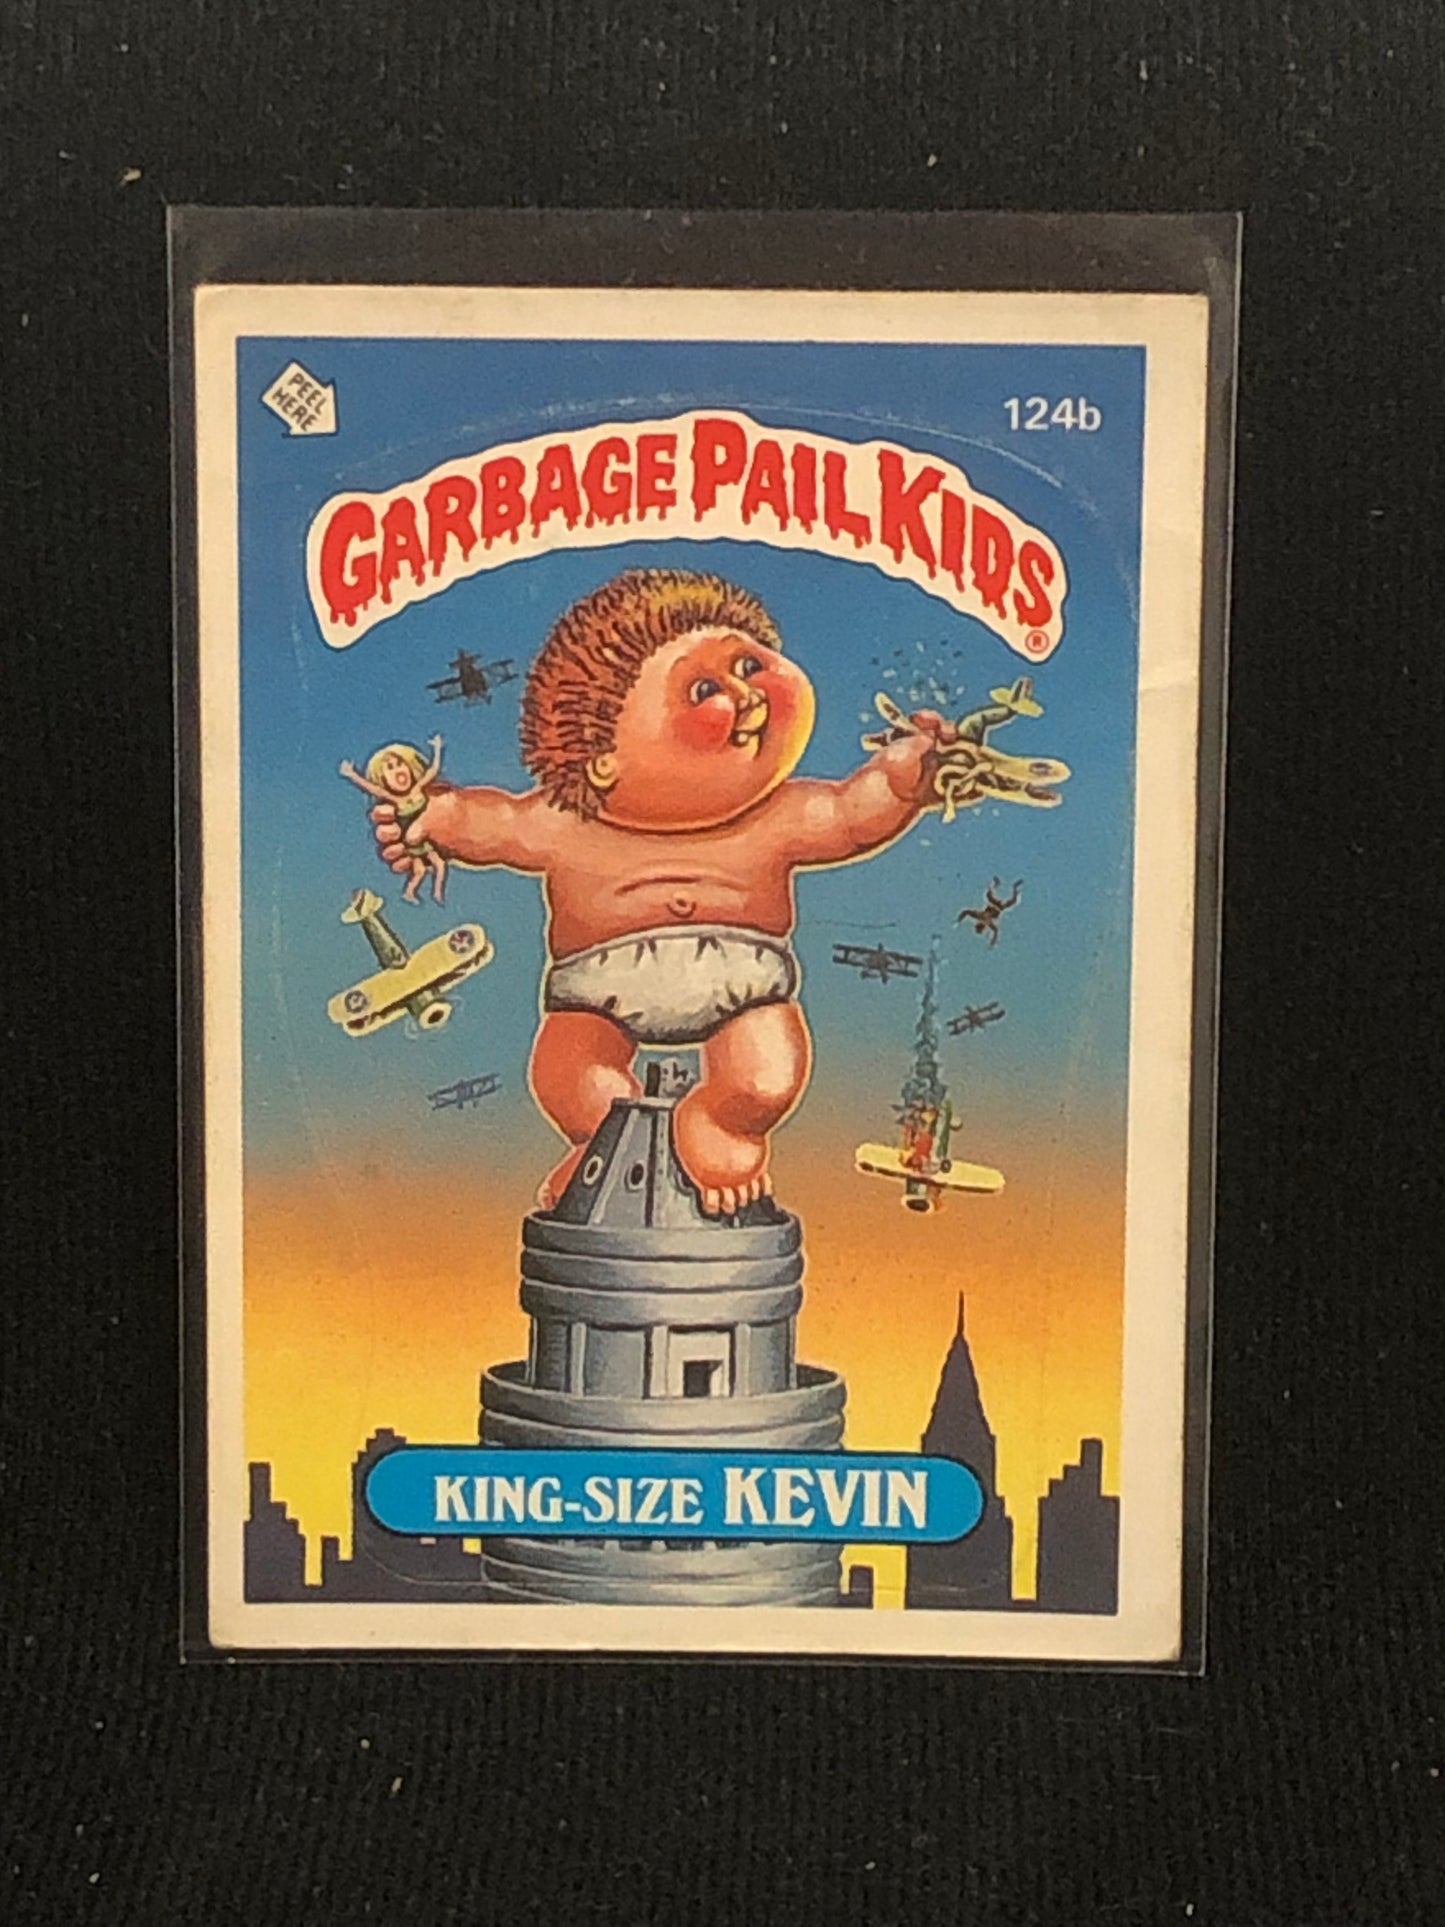 PEEL
HERE
124b
GARBAGE PAIL KIDS
®
KING-SIZE KEVIN